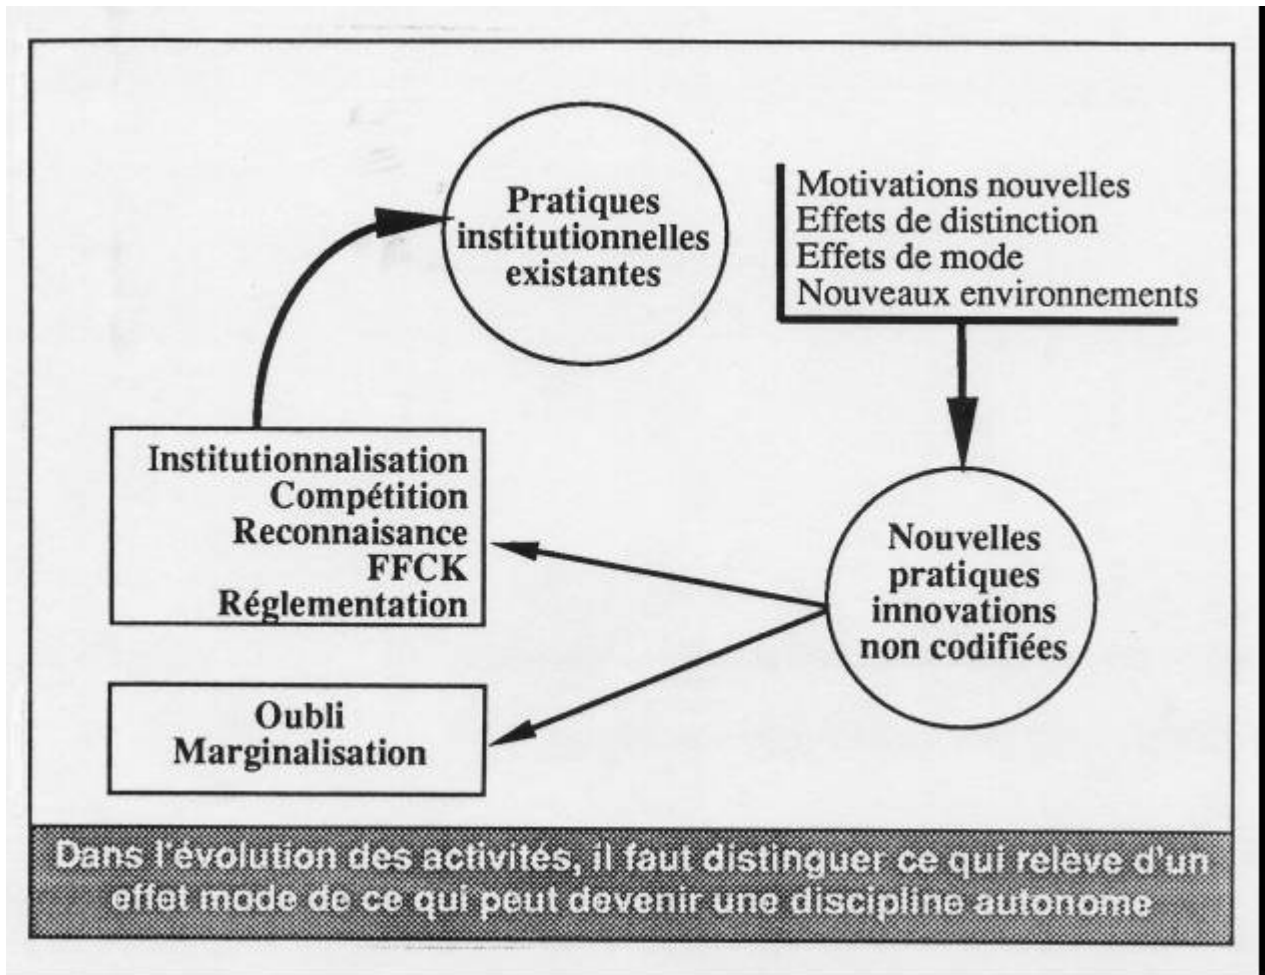 Pratiques
institutionnelles
existantes
Motivations nouvelles
Effets de distinction
Effets de mode
Nouveaux environnements
Institutionnalisation
Compétition
Reconnaisance
FFCK
Réglementation
Nouvelles
pratiques
innovations
non codifiées
Oubli
Marginalisation
Dans l'évolution des activités, il faut distinguer ce qui relève d'un
effet mode de ce qui peut devenir une discipline autonome